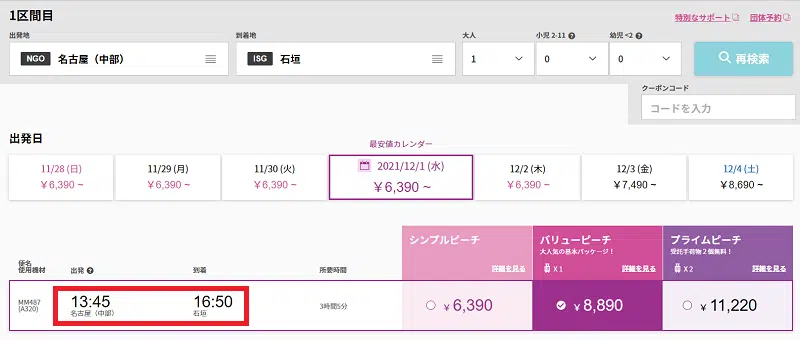 1区間目
特別なサポート 団体予約
出発地 到着地 大人 小児 2-11 幼児 <2
NGO 名古屋（中部） ISG 石垣 1 0 0 再検索
クーポンコード
コードを入力
出発日
最安値カレンダー
11/28 (日) 11/29 (月) 11/30 (火) 2021/12/1 (水) 12/2 (木) 12/3 (金) 12/4 (土)
￥6,390 ~ ￥6,390 ~ ￥6,390 ~ ￥6,390 ~ ￥6,390 ~ ￥7,490 ~ ￥8,690 ~
シンプルピーチ バリューピーチ プライムピーチ
大人気の基本パッケージ！ 受託手荷物２個無料！
便名
使用機材 出発 到着 所要時間 詳細を見る X 1 詳細を見る X 2 詳細を見る
MM487
(A320) 13:45 16:50 3時間5分 ￥6,390 ￥8,890 ￥11,220
名古屋（中部） 石垣